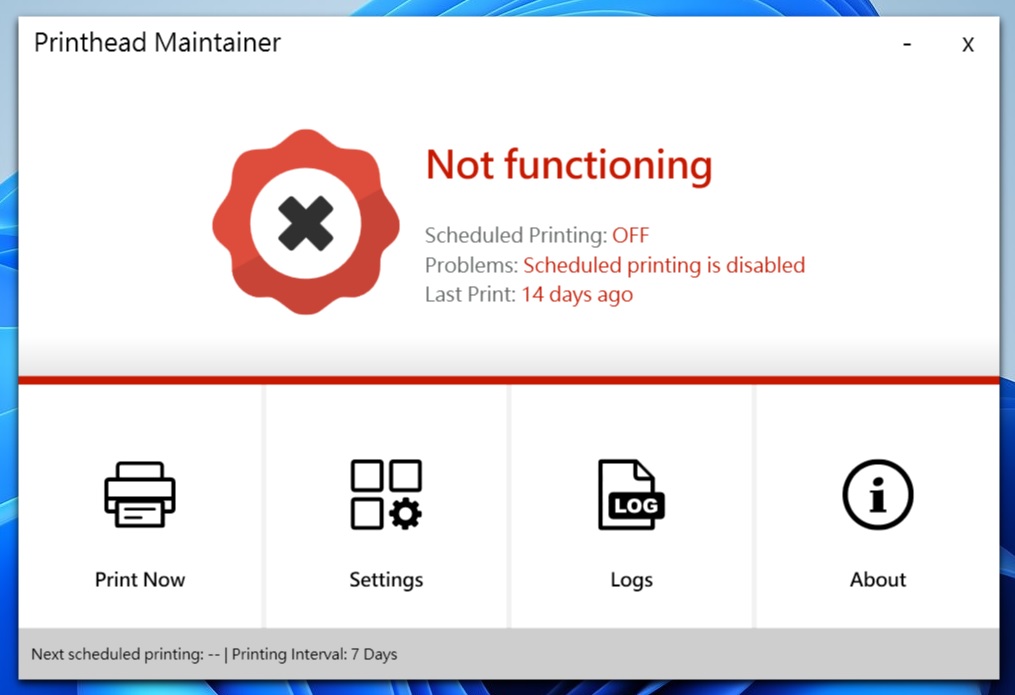 Printhead Maintainer
- X
Not functioning
Scheduled Printing: OFF
Problems: Scheduled printing is disabled
Last Print: 14 days ago
LOG
Print Now
Settings
Logs
About
Next scheduled printing: -- | Printing Interval: 7 Days